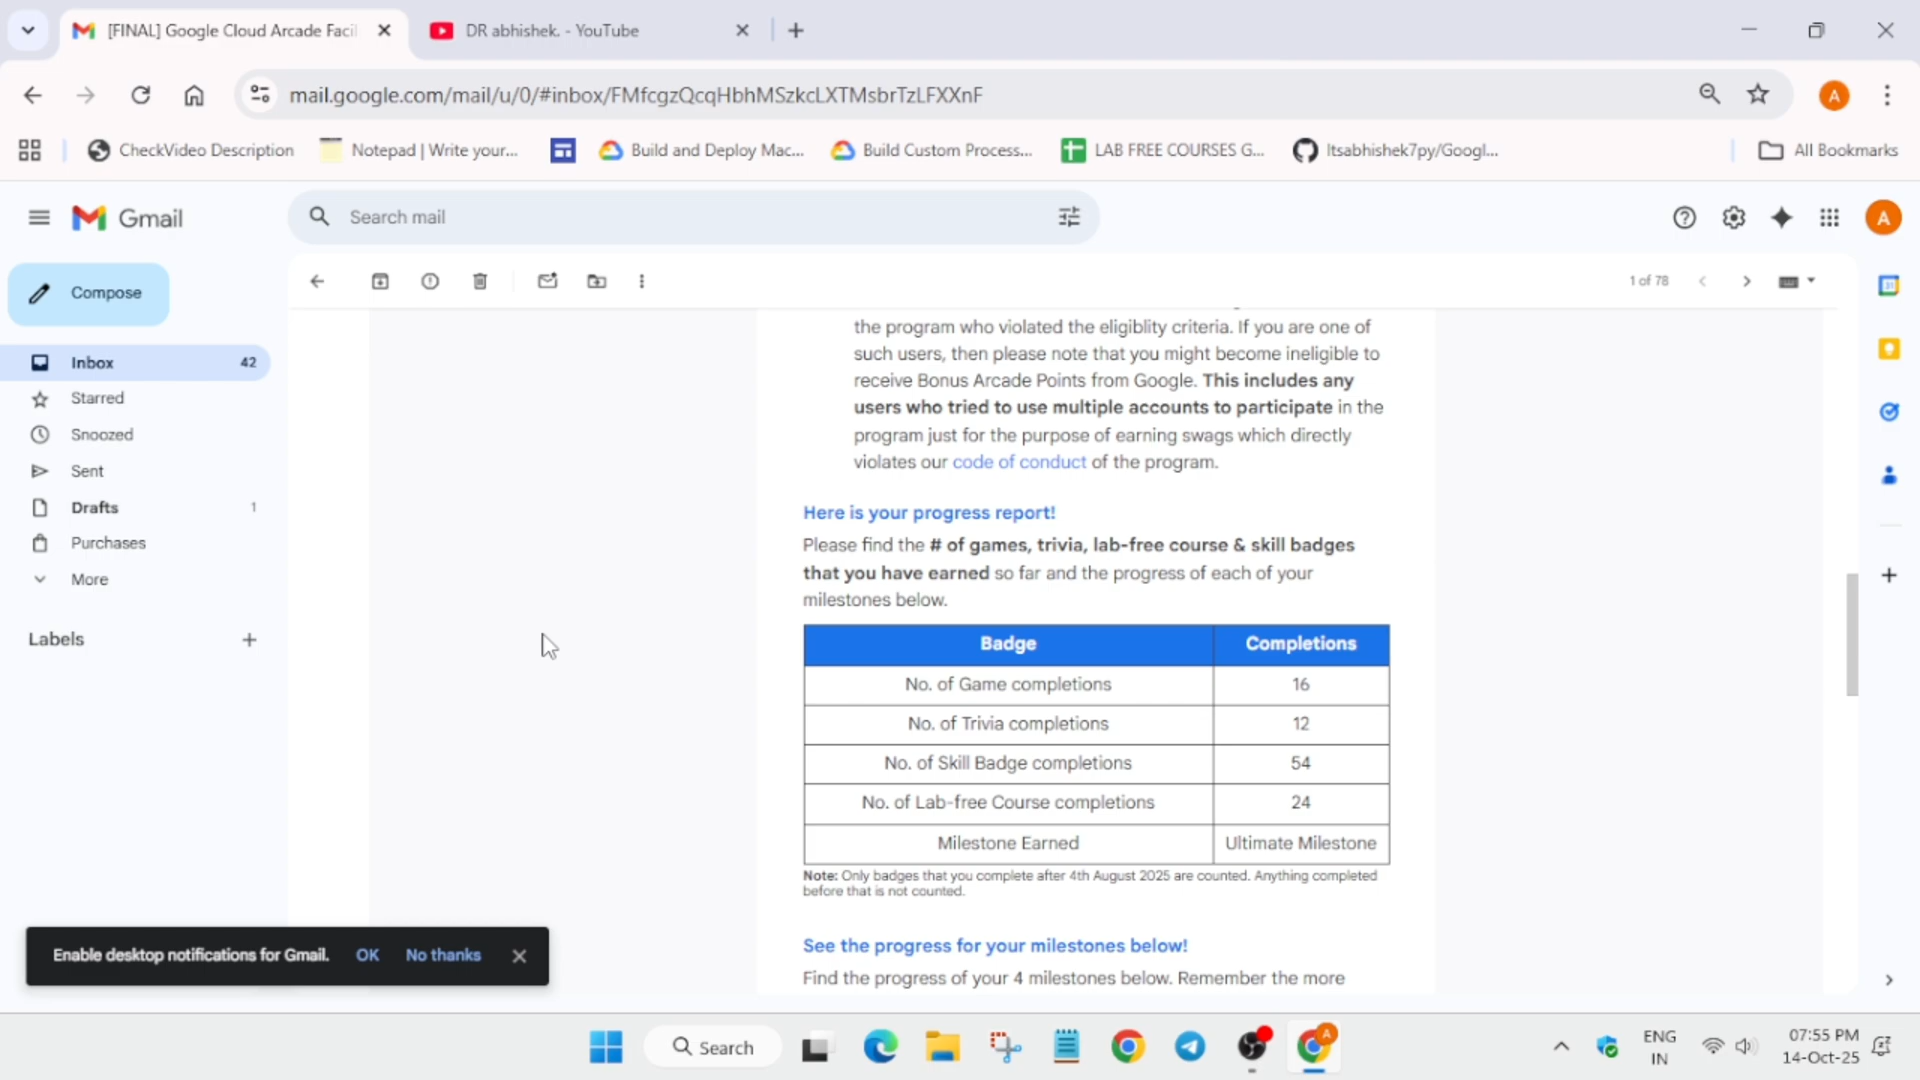 [FINAL] Google Cloud Arcade Facil
DR abhishek. - YouTube
mail.google.com/mail/u/0/#inbox/FMfcgzQcqHbhMSzkcLXTMsbrTzLFXXnF
A
CheckVideo Description
Notepad | Write your...
Build and Deploy Mac...
Build Custom Process...
LAB FREE COURSES G...
Itsabhishek7py/Googl...
All Bookmarks
Gmail
Search mail
A
Compose
1 of 78
Inbox 42
Starred
Snoozed
Sent
Drafts 1
Purchases
More
Labels
the program who violated the eligiblity criteria. If you are one of
such users, then please note that you might become ineligible to
receive Bonus Arcade Points from Google. This includes any
users who tried to use multiple accounts to participate in the
program just for the purpose of earning swags which directly
violates our code of conduct of the program.
Here is your progress report!
Please find the # of games, trivia, lab-free course & skill badges
that you have earned so far and the progress of each of your
milestones below.
Badge Completions
No. of Game completions 16
No. of Trivia completions 12
No. of Skill Badge completions 54
No. of Lab-free Course completions 24
Milestone Earned Ultimate Milestone
Note: Only badges that you complete after 4th August 2025 are counted. Anything completed
before that is not counted.
See the progress for your milestones below!
Find the progress of your 4 milestones below. Remember the more
Enable desktop notifications for Gmail. OK No thanks
Search
A
ENG
IN
07:55 PM
14-Oct-25